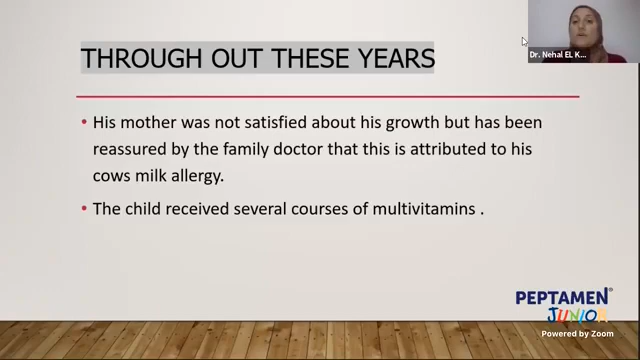 Dr. Nehal EL K...
THROUGH OUT THESE YEARS
• His mother was not satisfied about his growth but has been
reassured by the family doctor that this is attributed to his
cows milk allergy.
• The child received several courses of multivitamins .
PEPTAMEN®
JUNIOR
Powered by Zoom